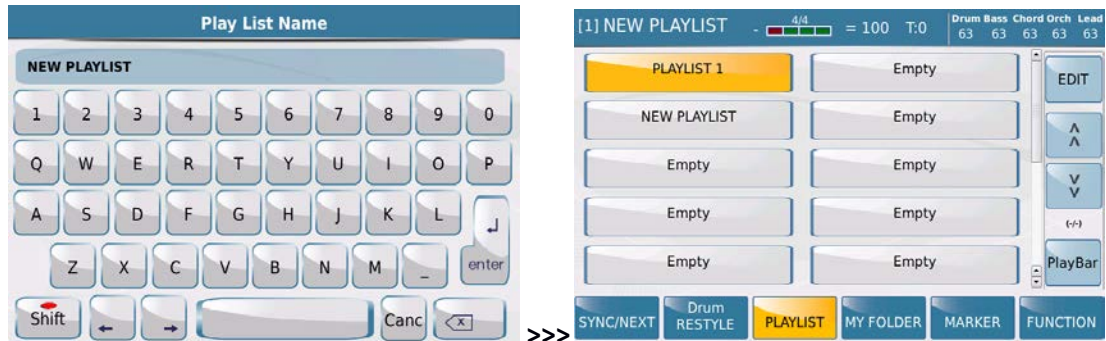 Play List Name
NEW PLAYLIST
1 2 3 4 5 6 7 8 9 0
Q W E R T Y U I O P
A S D F G H J K L
enter
Z X C V B N M _
Shift ← → Canc x
>>>
[1] NEW PLAYLIST - 4/4 = 100 T:0
Drum Bass Chord Orch Lead
63 63 63 63 63
PLAYLIST 1 Empty EDIT
NEW PLAYLIST Empty
Empty Empty
Empty Empty (-/-)
Empty Empty PlayBar
SYNC/NEXT Drum RESTYLE PLAYLIST MY FOLDER MARKER FUNCTION